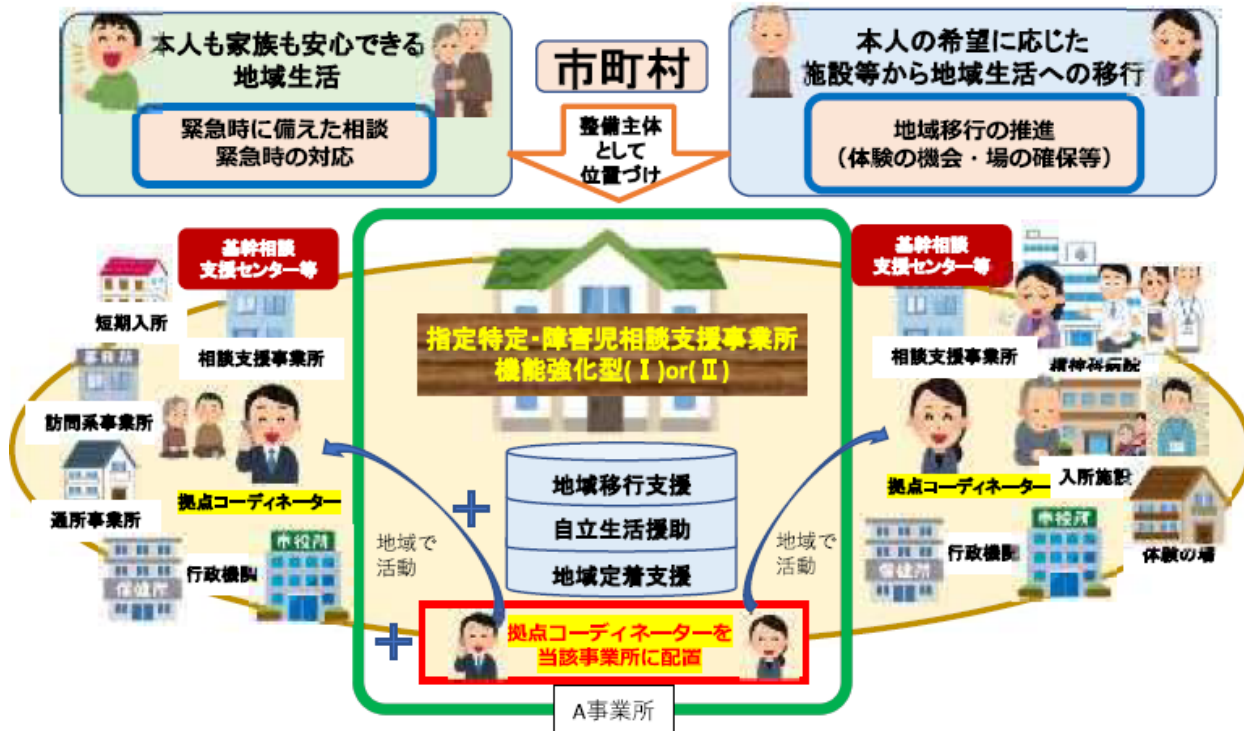 本人も家族も安心できる
地域生活
緊急時に備えた相談
緊急時の対応
市町村
整備主体
として
位置づけ
本人の希望に応じた
施設等から地域生活への移行
地域移行の推進
（体験の機会・場の確保等）
基幹相談
支援センター等
短期入所
相談支援事業所
訪問系事業所
拠点コーディネーター
通所事業所
行政機関
保健所
市役所
地域で
活動
指定特定・障害児相談支援事業所
機能強化型(Ⅰ)or(Ⅱ)
地域移行支援
自立生活援助
地域定着支援
拠点コーディネーターを
当該事業所に配置
A事業所
地域で
活動
基幹相談
支援センター等
相談支援事業所
精神科病院
拠点コーディネーター
入所施設
行政機関
保健所
市役所
体験の場